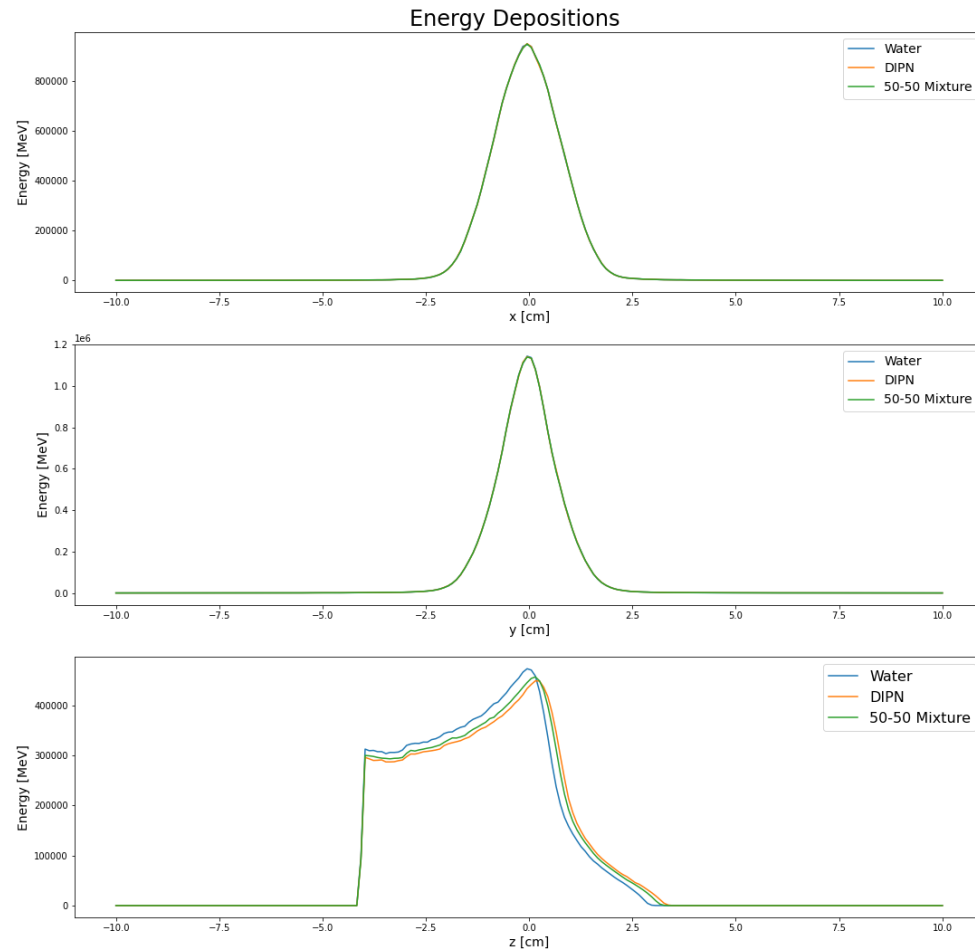 Energy Depositions
Water
DIPN
50-50 Mixture
Energy [MeV]
800000
600000
400000
200000
0
−10.0 −7.5 −5.0 −2.5 0.0 2.5 5.0 7.5 10.0
x [cm]
1e6
Water
DIPN
50-50 Mixture
Energy [MeV]
1.2
1.0
0.8
0.6
0.4
0.2
0.0
−10.0 −7.5 −5.0 −2.5 0.0 2.5 5.0 7.5 10.0
y [cm]
Water
DIPN
50-50 Mixture
Energy [MeV]
400000
300000
200000
100000
0
−10.0 −7.5 −5.0 −2.5 0.0 2.5 5.0 7.5 10.0
z [cm]